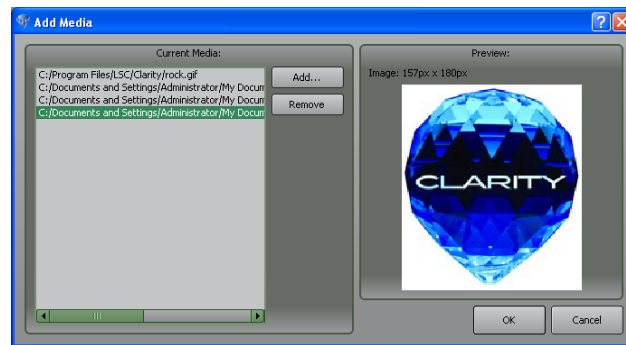 Add Media
Current Media:
C:/Program Files/LSC/Clarity/rock.gif
C:/Documents and Settings/Administrator/My Docum
C:/Documents and Settings/Administrator/My Docum
C:/Documents and Settings/Administrator/My Docum
Add...
Remove
Preview:
Image: 157px x 180px
CLARITY
OK
Cancel